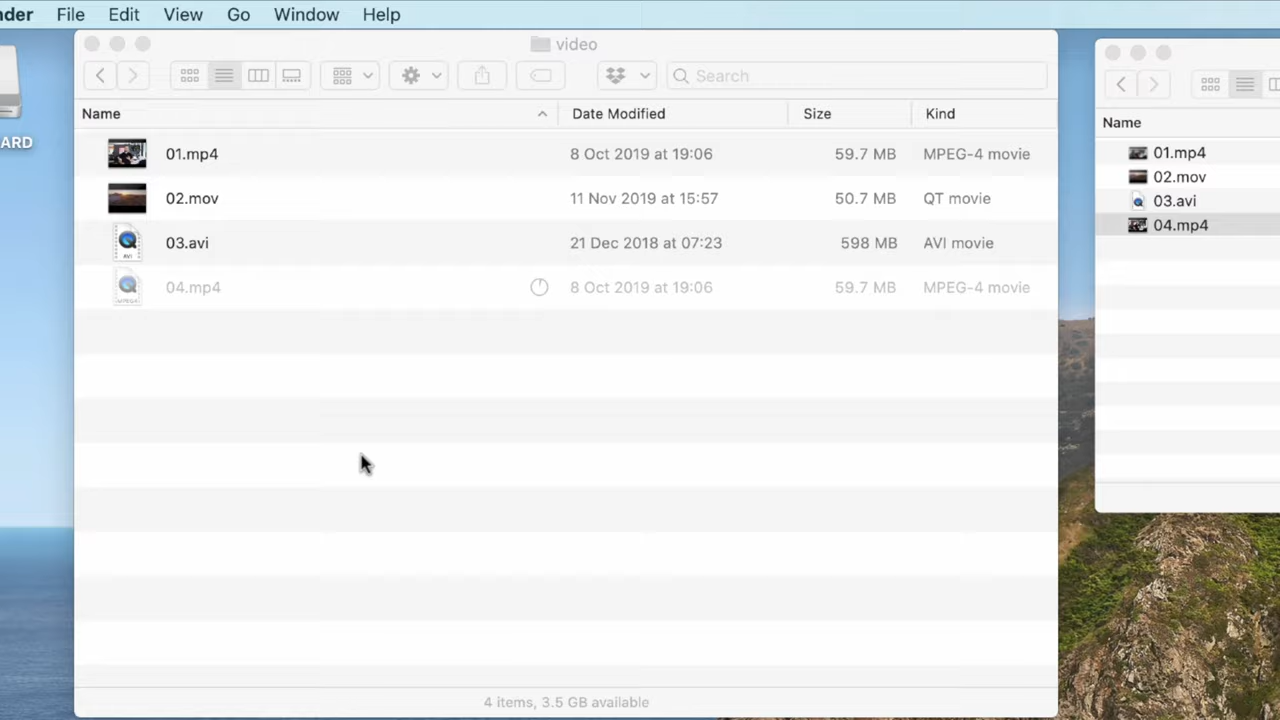 nder File Edit View Go Window Help
ARD
video
Search
Name Date Modified Size Kind
01.mp4 8 Oct 2019 at 19:06 59.7 MB MPEG-4 movie
02.mov 11 Nov 2019 at 15:57 50.7 MB QT movie
AVI
03.avi 21 Dec 2018 at 07:23 598 MB AVI movie
MPEG4
04.mp4 8 Oct 2019 at 19:06 59.7 MB MPEG-4 movie
4 items, 3.5 GB available
Name
01.mp4
02.mov
03.avi
04.mp4